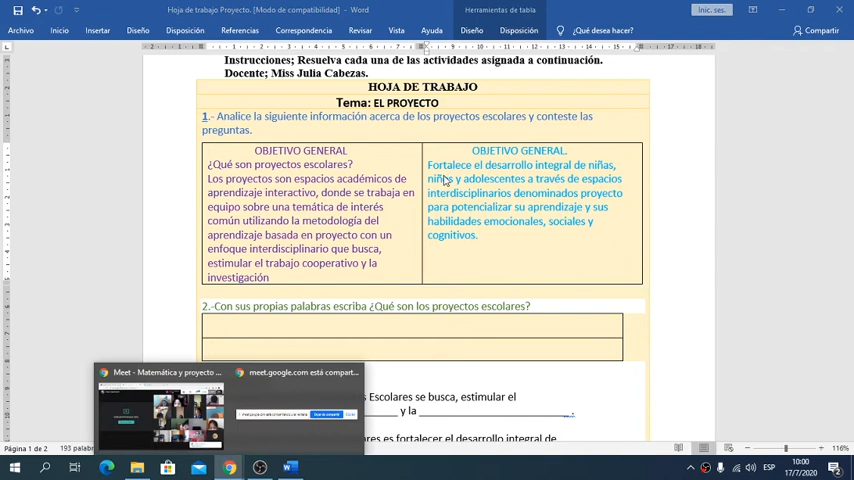 Hoja de trabajo Proyecto. [Modo de compatibilidad] - Word
Herramientas de tabla
Inic. ses.
Archivo Inicio Insertar Diseño Disposición Referencias Correspondencia Revisar Vista Ayuda Diseño Disposición ¿Qué desea hacer? Compartir
Instrucciones; Resuelva cada una de las actividades asignada a continuación.
Docente; Miss Julia Cabezas.
HOJA DE TRABAJO
Tema: EL PROYECTO
1.- Analice la siguiente información acerca de los proyectos escolares y conteste las
preguntas.
OBJETIVO GENERAL
¿Qué son proyectos escolares?
Los proyectos son espacios académicos de
aprendizaje interactivo, donde se trabaja en
equipo sobre una temática de interés
común utilizando la metodología del
aprendizaje basada en proyecto con un
enfoque interdisciplinario que busca,
estimular el trabajo cooperativo y la
investigación
OBJETIVO GENERAL.
Fortalece el desarrollo integral de niñas,
niños y adolescentes a través de espacios
interdisciplinarios denominados proyecto
para potencializar su aprendizaje y sus
habilidades emocionales, sociales y
cognitivos.
2.-Con sus propias palabras escriba ¿Qué son los proyectos escolares?
Meet - Matemática y proyecto ...
meet.google.com está compart...
s Escolares se busca, estimular el
y la .
es es fortalecer el desarrollo integral de
Página 1 de 2 193 palab
116%
ESP
10:00
17/7/2020
2